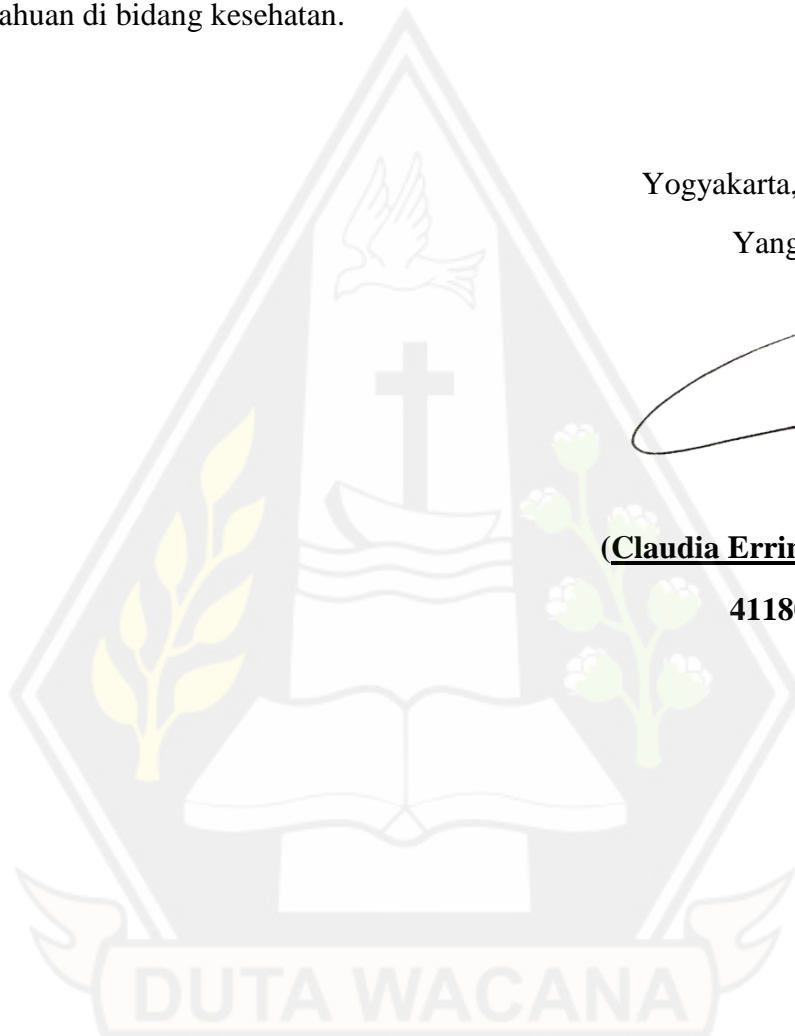 ahuan di bidang kesehatan.
Yogyakarta,
Yang
(Claudia Errin
4118
DUTA WACANA